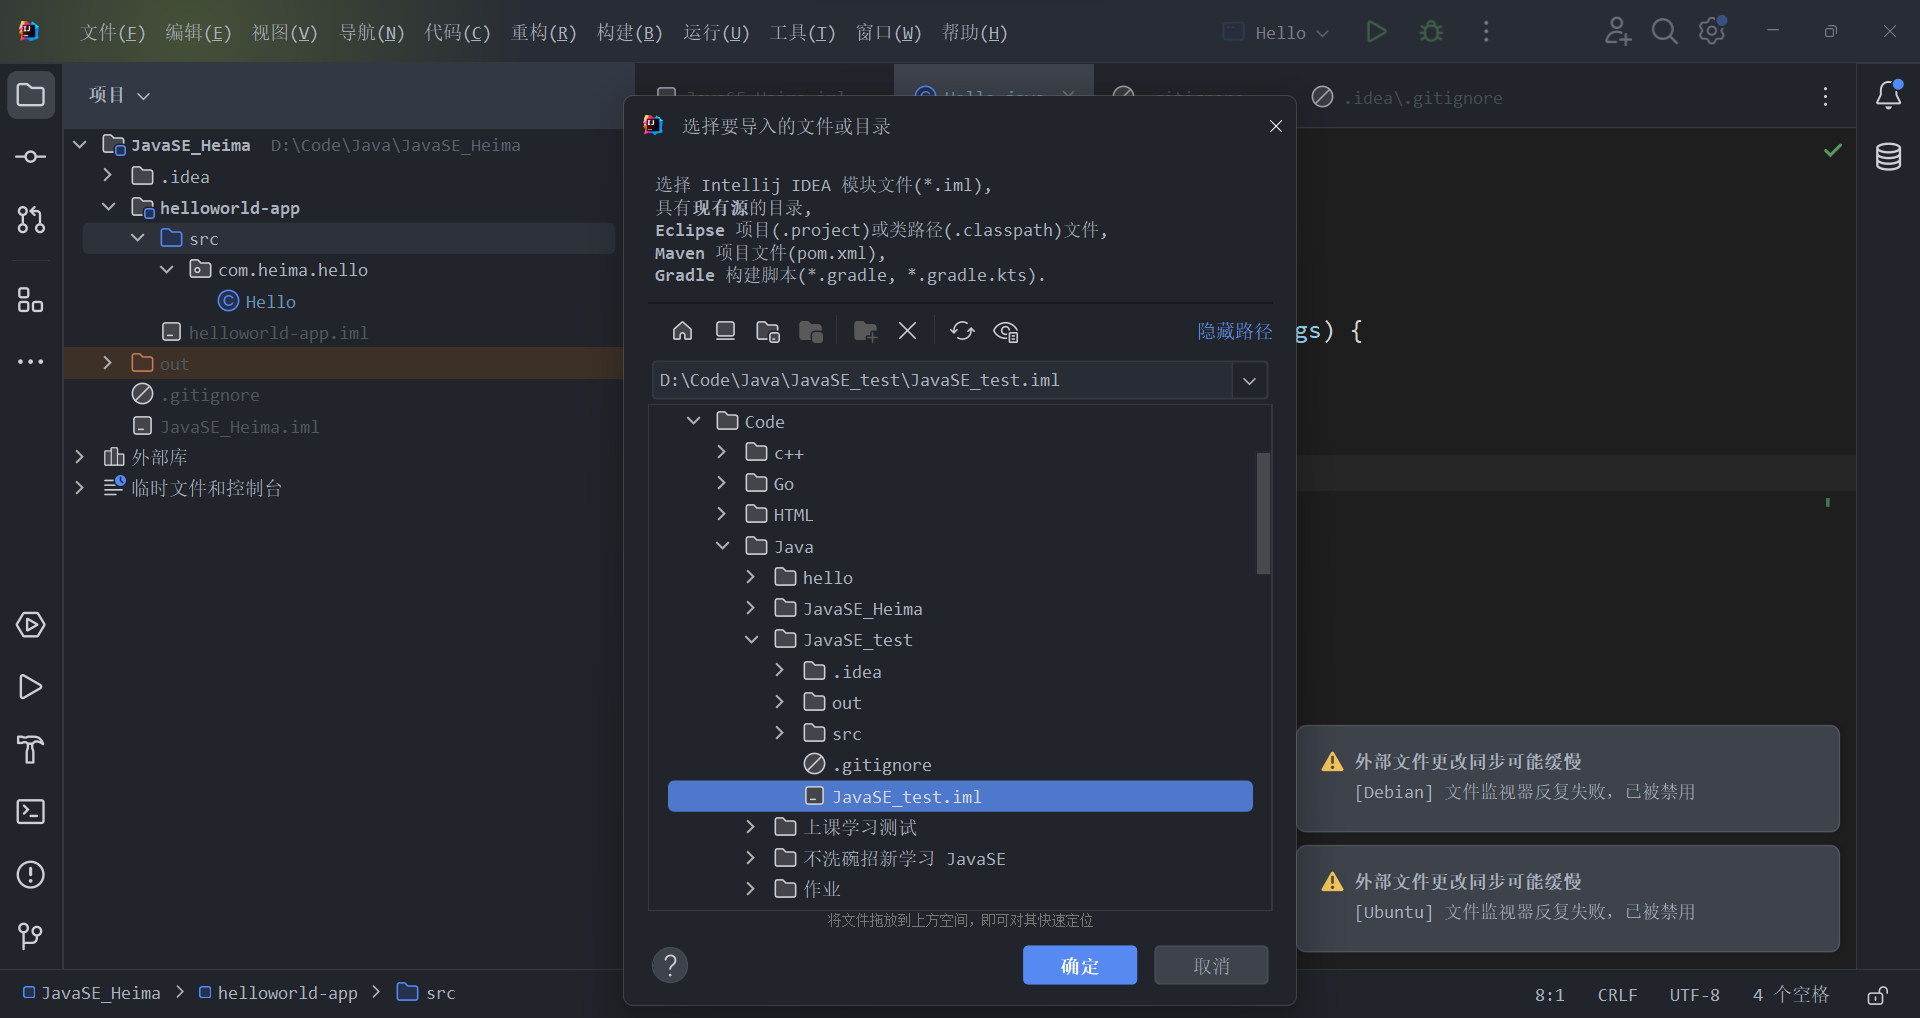 文件(F) 编辑(E) 视图(V) 导航(N) 代码(C) 重构(R) 构建(B) 运行(U) 工具(T) 窗口(W) 帮助(H)
Hello
项目
JavaSE_Heima D:\Code\Java\JavaSE_Heima
.idea
helloworld-app
src
com.heima.hello
Hello
helloworld-app.iml
out
.gitignore
JavaSE_Heima.iml
外部库
临时文件和控制台
JavaSE_Heima.iml
Hello.java
.gitignore
.idea\.gitignore
选择要导入的文件或目录
选择 Intellij IDEA 模块文件(*.iml),
具有现有源的目录,
Eclipse 项目(.project)或类路径(.classpath)文件,
Maven 项目文件(pom.xml),
Gradle 构建脚本(*.gradle, *.gradle.kts).
隐藏路径
D:\Code\Java\JavaSE_test\JavaSE_test.iml
Code
c++
Go
HTML
Java
hello
JavaSE_Heima
JavaSE_test
.idea
out
src
.gitignore
JavaSE_test.iml
上课学习测试
不洗碗招新学习 JavaSE
作业
将文件拖放到上方空间，即可对其快速定位
?
确定
取消
gs) {
外部文件更改同步可能缓慢
[Debian] 文件监视器反复失败，已被禁用
外部文件更改同步可能缓慢
[Ubuntu] 文件监视器反复失败，已被禁用
JavaSE_Heima > helloworld-app > src
8:1 CRLF UTF-8 4 个空格